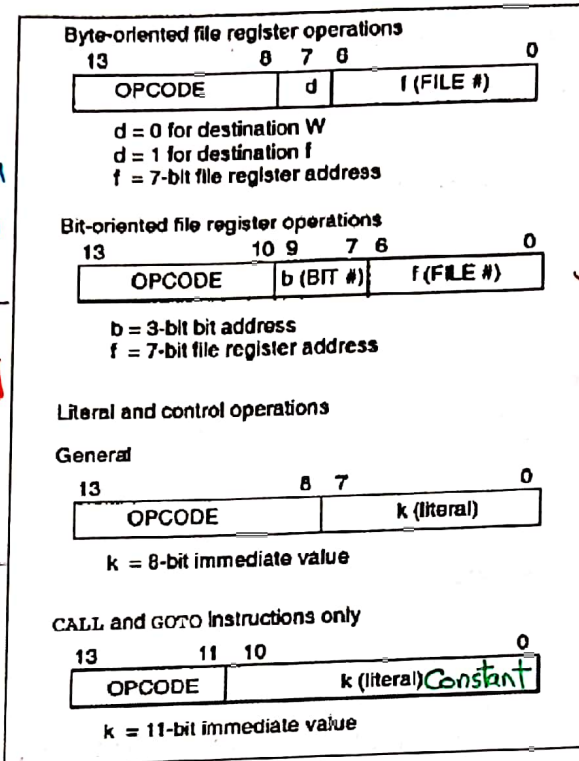 Byte-oriented file register operations
13 8 7 6 0
OPCODE d f (FILE #)
d = 0 for destination W
d = 1 for destination f
f = 7-bit file register address
Bit-oriented file register operations
13 10 9 7 6 0
OPCODE b (BIT #) f (FILE #)
b = 3-bit bit address
f = 7-bit file register address
Literal and control operations
General
13 8 7 0
OPCODE k (literal)
k = 8-bit immediate value
CALL and GOTO instructions only
13 11 10 0
OPCODE k (literal) Constant
k = 11-bit immediate value